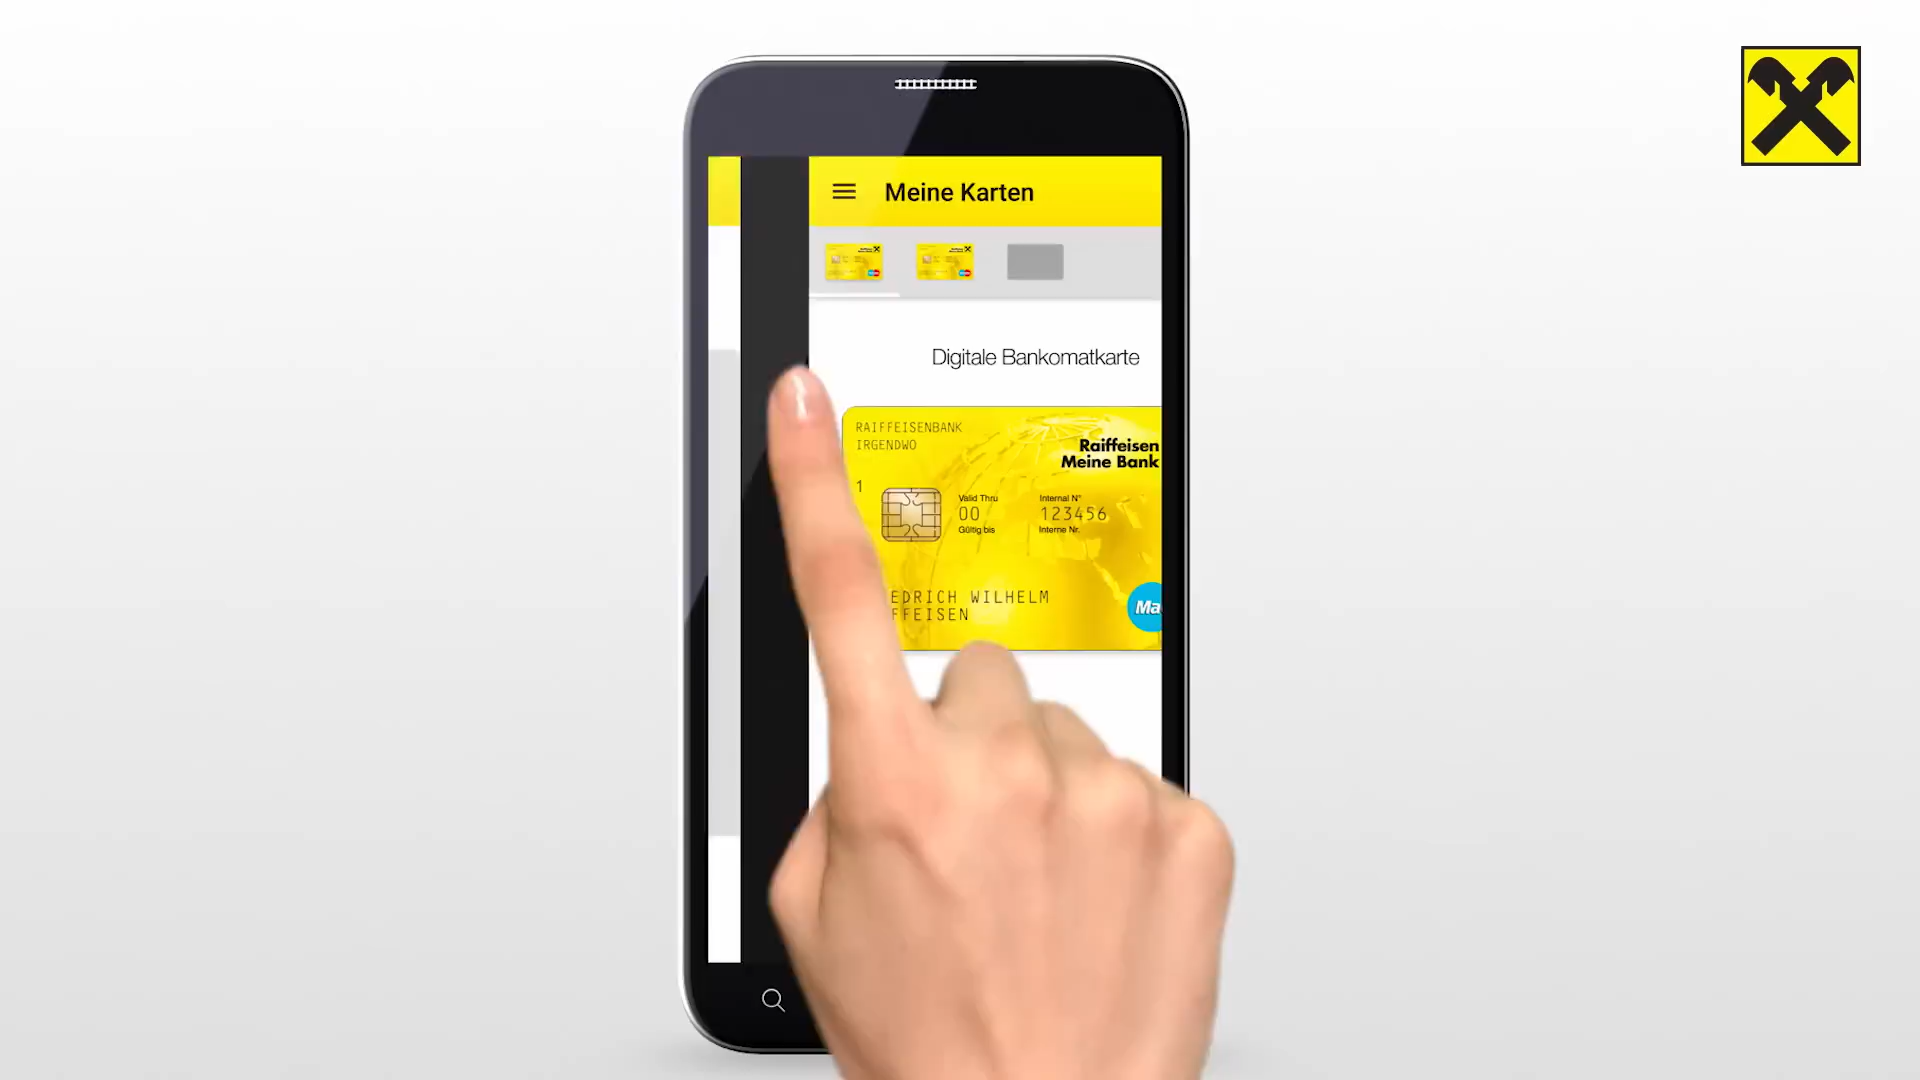 Meine Karten
Digitale Bankomatkarte
RAIFFEISENBANK
IRGENDWO
Raiffeisen
Meine Bank
1
Valid Thru
00
Gültig bis
Internal N°
123456
Interne Nr.
EDRICH WILHELM
FFEISEN
Ma